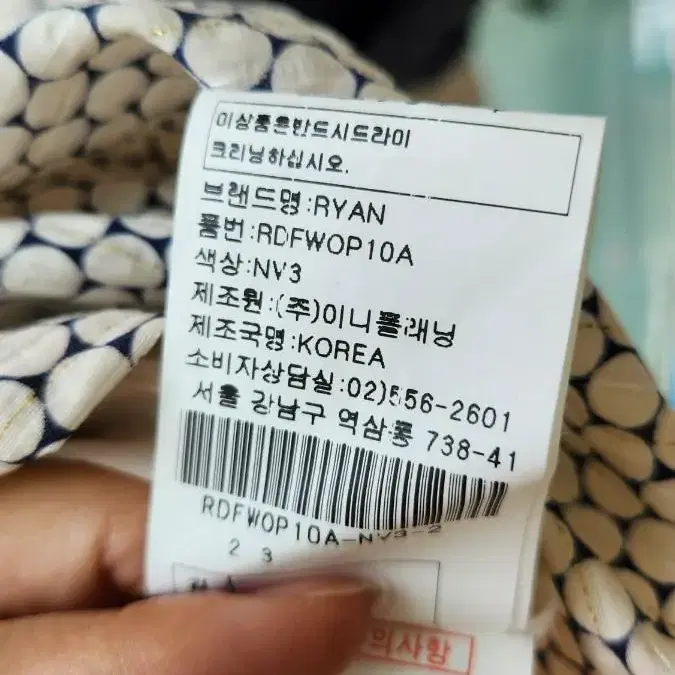 이상품은반드시드라이
크리닝하십시오.
브랜드명:RYAN
품번:RDFWOP10A
색상:NV3
제조원:(주)이니플래닝
제조국명:KOREA
소비자상담실:02)556-2601
서울 강남구 역삼동 738-41
RDFWOP10A-NV3-2
2 3
의사항